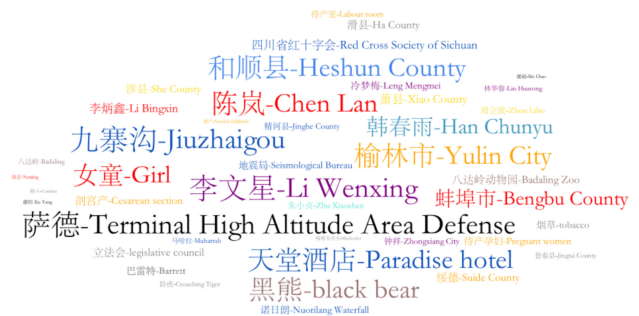 待产室-Labour room
滑县-Ha County
四川省红十字会-Red Cross Society of Sichuan
和顺县-Heshun County
涉县-She County
冷梦梅-Leng Mengmei
林华蓉-Lin Huarong
李炳鑫-Li Bingxin
陈岚-Chen Lan
萧县-Xiao County
周立波-Zhou Libo
精河县-Jinghe County
九寨沟-Jiuzhaigou
韩春雨-Han Chunyu
八达岭-Badaling
地震局-Seismological Bureau
榆林市-Yulin City
女童-Girl
八达岭动物园-Badaling Zoo
李文星-Li Wenxing
剖宫产-Cesarean section
蚌埠市-Bengbu County
朱小贞-Zhu Xiaozhen
萨德-Terminal High Altitude Area Defense
烟草-tobacco
马哈拉-Mahartah
钟祥-Zhongxiang City
待产孕妇-Pregnant women
立法会-legislative council
天堂酒店-Paradise hotel
景泰县-Jingtai County
巴雷特-Barrett
绥德-Suide County
卧虎-Crouching Tiger
黑熊-black bear
诺日朗-Nuorilang Waterfall